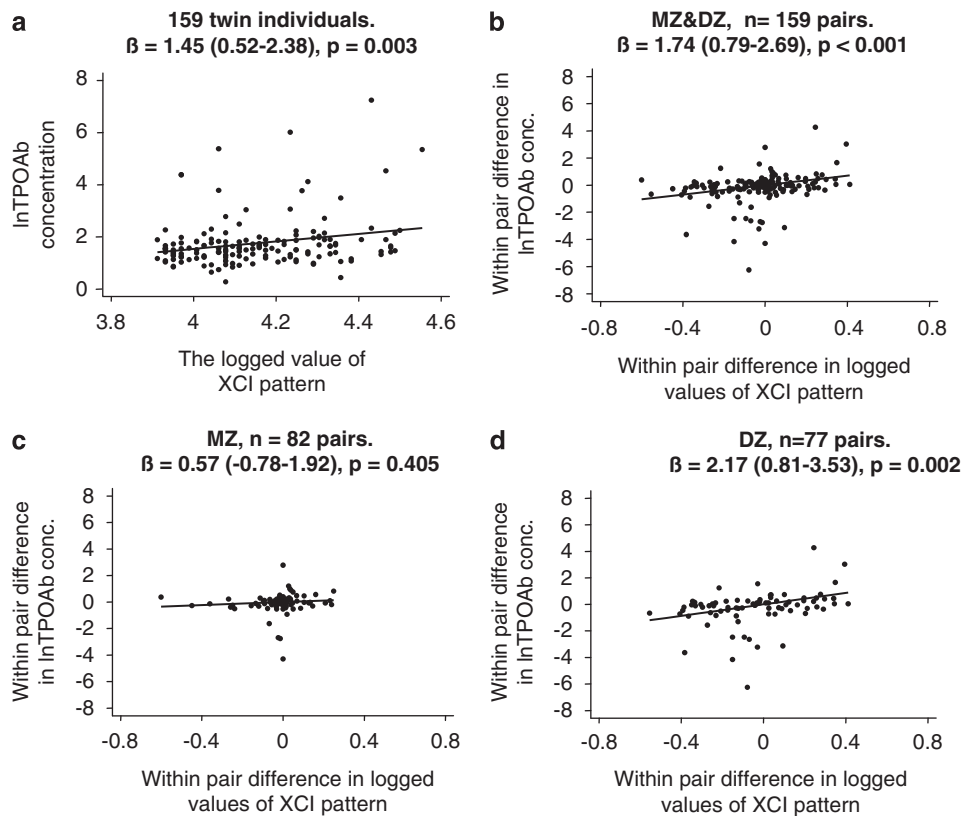 a
159 twin individuals.
ß = 1.45 (0.52-2.38), p = 0.003
lnTPOAb
concentration
8
6
4
2
0
3.8
4
4.2
4.4
4.6
The logged value of
XCI pattern
b
MZ&DZ, n= 159 pairs.
ß = 1.74 (0.79-2.69), p < 0.001
Within pair difference in
lnTPOAb conc.
8
6
4
2
0
-2
-4
-6
-8
-0.8
-0.4
0
0.4
0.8
Within pair difference in logged
values of XCI pattern
c
MZ, n = 82 pairs.
ß = 0.57 (-0.78-1.92), p = 0.405
Within pair difference
in lnTPOAb conc.
8
6
4
2
0
-2
-4
-6
-8
-0.8
-0.4
0
0.4
0.8
Within pair difference in logged
values of XCI pattern
d
DZ, n=77 pairs.
ß = 2.17 (0.81-3.53), p = 0.002
Within pair difference
in lnTPOAb conc.
8
6
4
2
0
-2
-4
-6
-8
-0.8
-0.4
0
0.4
0.8
Within pair difference in logged
values of XCI pattern